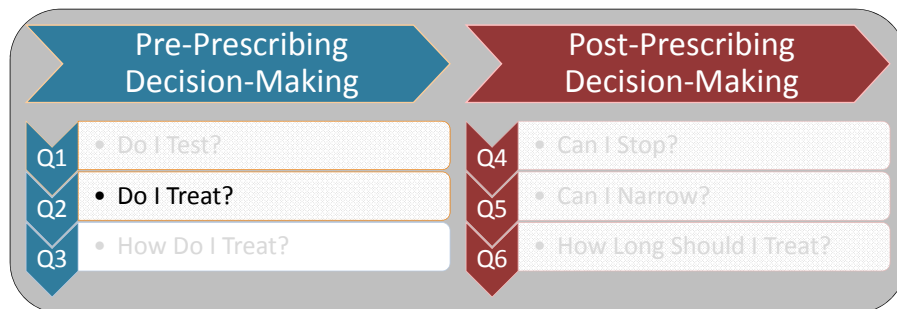 Pre-Prescribing
Decision-Making
Q1
• Do I Test?
Q2
• Do I Treat?
Q3
• How Do I Treat?
Post-Prescribing
Decision-Making
Q4
• Can I Stop?
Q5
• Can I Narrow?
Q6
• How Long Should I Treat?